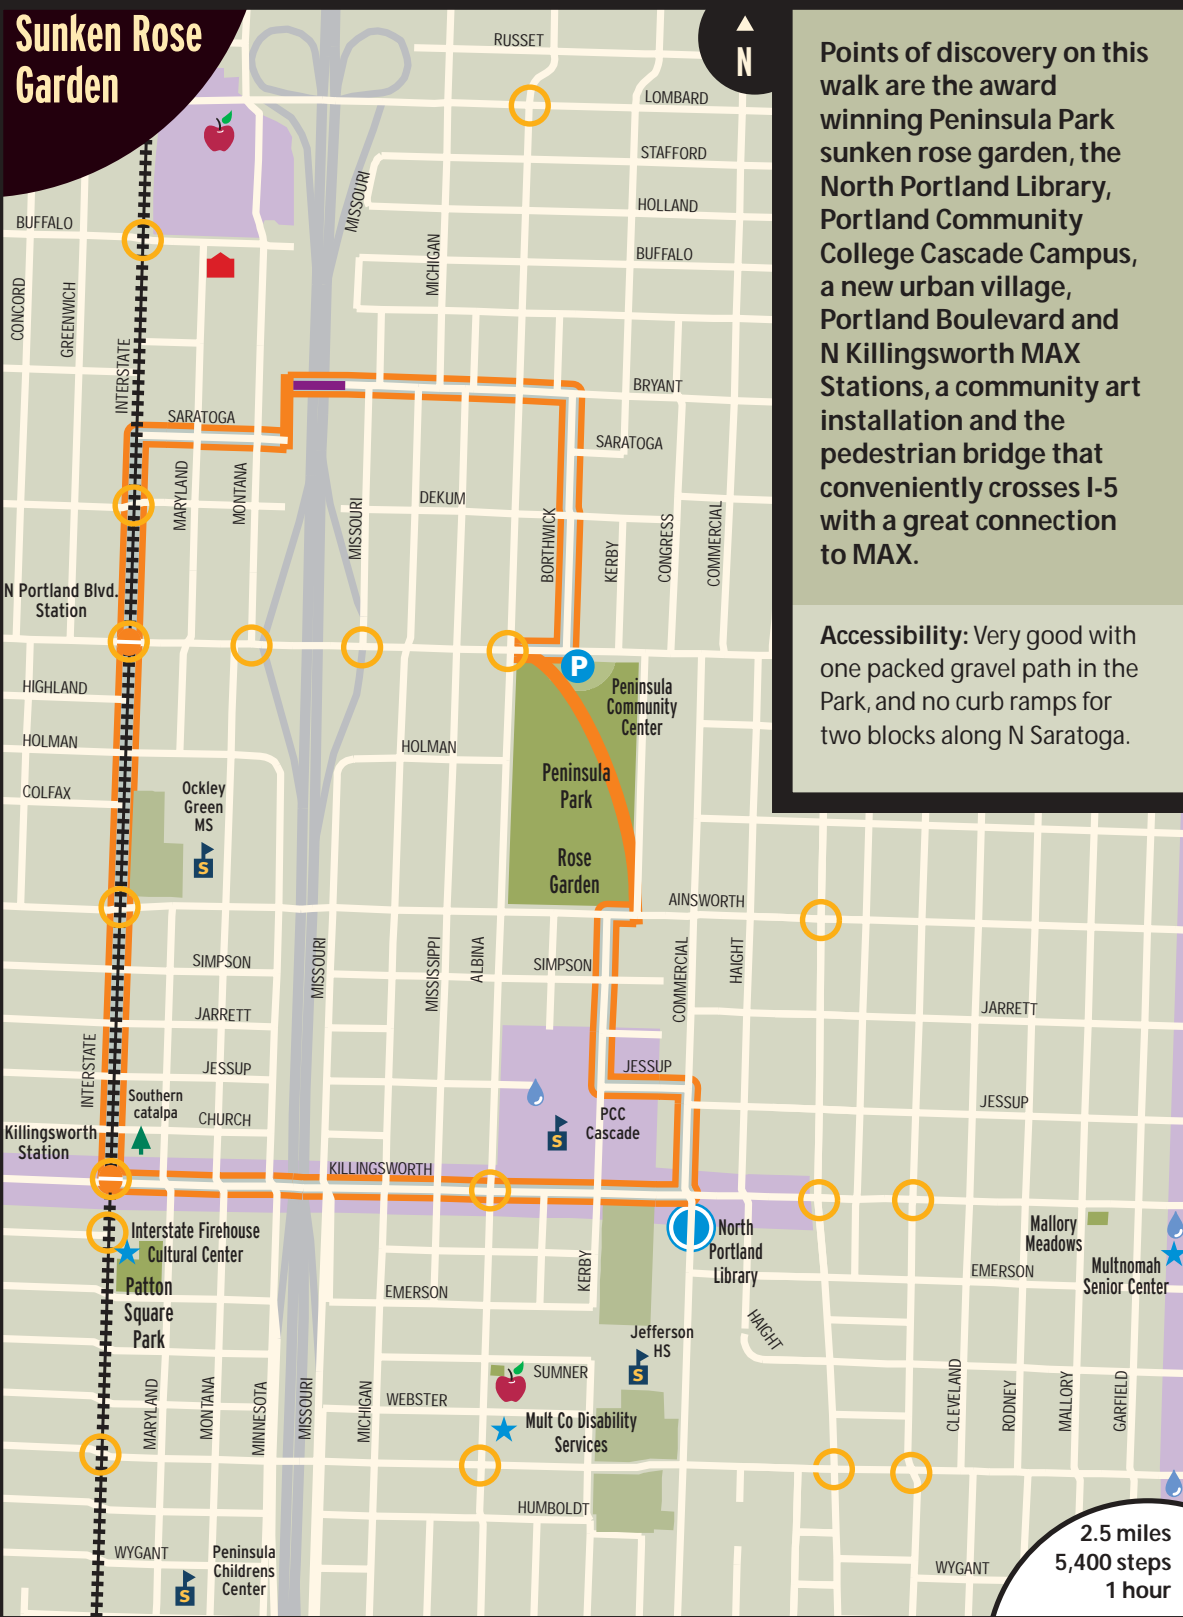 Sunken Rose
Garden
N
Points of discovery on this
walk are the award
winning Peninsula Park
sunken rose garden, the
North Portland Library,
Portland Community
College Cascade Campus,
a new urban village,
Portland Boulevard and
N Killingsworth MAX
Stations, a community art
installation and the
pedestrian bridge that
conveniently crosses I-5
with a great connection
to MAX.
Accessibility: Very good with
one packed gravel path in the
Park, and no curb ramps for
two blocks along N Saratoga.
RUSSET
LOMBARD
STAFFORD
MISSOURI
HOLLAND
BUFFALO
MICHIGAN
BUFFALO
CONCORD
GREENWICH
INTERSTATE
BRYANT
SARATOGA
SARATOGA
MARYLAND
MONTANA
MISSOURI
DEKUM
BORTHWICK
KERBY
CONGRESS
COMMERCIAL
N Portland Blvd.
Station
P
HIGHLAND
Peninsula
Community
Center
HOLMAN
HOLMAN
Peninsula
Park
COLFAX
Ockley
Green
MS
S
Rose
Garden
AINSWORTH
SIMPSON
MISSOURI
MISSISSIPPI
ALBINA
SIMPSON
COMMERCIAL
HAIGHT
JARRETT
JARRETT
INTERSTATE
JESSUP
JESSUP
JESSUP
Southern
catalpa
CHURCH
PCC
Cascade
S
Killingsworth
Station
KILLINGSWORTH
Interstate Firehouse
Cultural Center
North
Portland
Library
Mallory
Meadows
Multnomah
Senior Center
Patton
Square
Park
EMERSON
KERBY
EMERSON
HAIGHT
Jefferson
HS
S
SUMNER
WEBSTER
MARYLAND
MONTANA
MINNESOTA
MISSOURI
MICHIGAN
CLEVELAND
RODNEY
MALLORY
GARFIELD
Mult Co Disability
Services
HUMBOLDT
WYGANT
Peninsula
Childrens
Center
S
WYGANT
2.5 miles
5,400 steps
1 hour